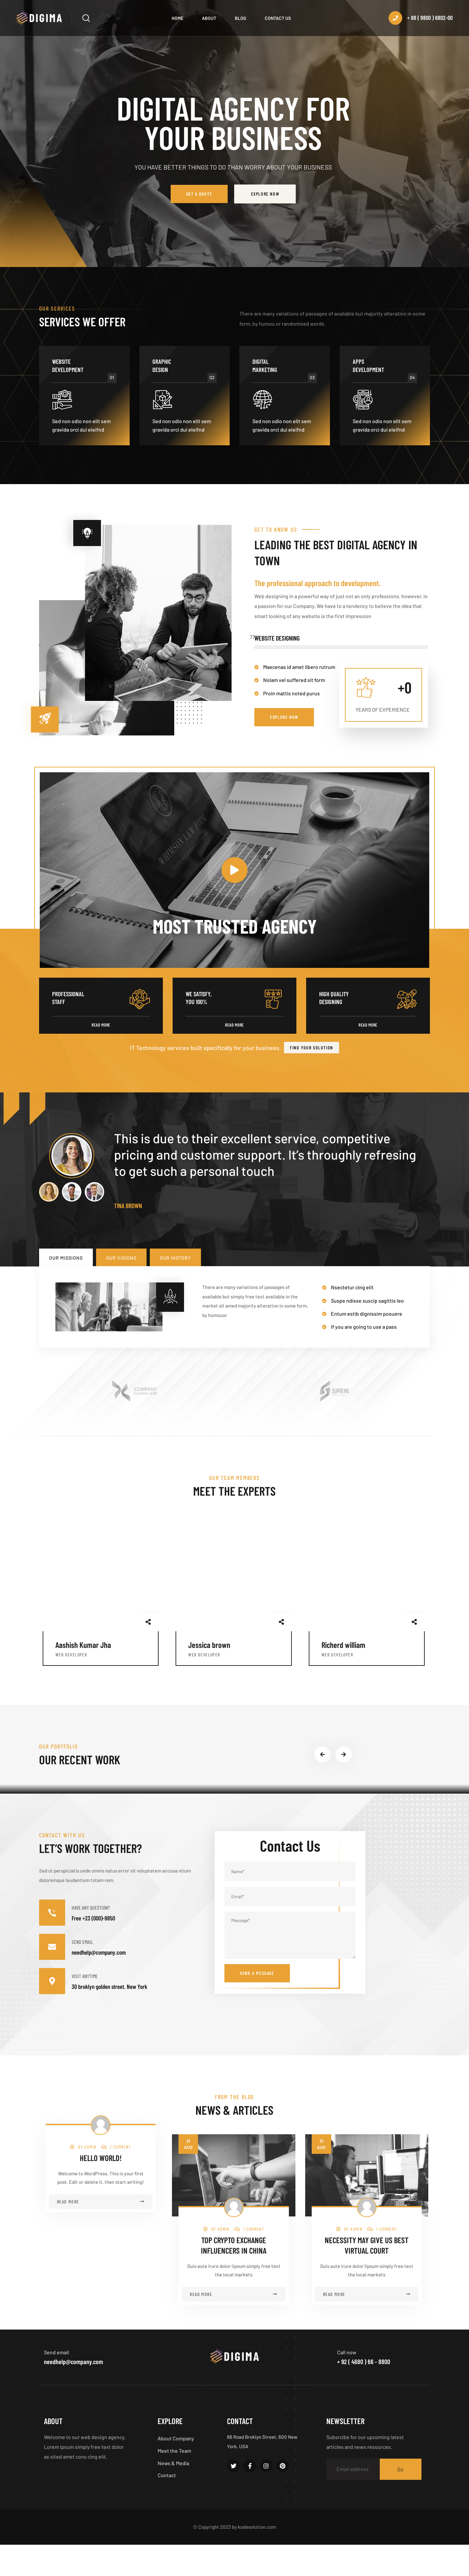 DIGIMA
HOME ABOUT BLOG CONTACT US
+ 88 ( 9800 ) 6802-00
DIGITAL AGENCY FOR
YOUR BUSINESS
YOU HAVE BETTER THINGS TO DO THAN WORRY ABOUT YOUR BUSINESS
GET A QUOTE EXPLORE NOW
OUR SERVICES
SERVICES WE OFFER
There are many variations of passages of available but majority alteration in some
form, by humou or randomised words
WEBSITE
DEVELOPMENT
01
Sed non odio non elit sem
gravida orci dui eleifnd
GRAPHIC
DESIGN
02
Sed non odio non elit sem
gravida orci dui eleifnd
DIGITAL
MARKETING
03
Sed non odio non elit sem
gravida orci dui eleifnd
APPS
DEVELOPMENT
04
Sed non odio non elit sem
gravida orci dui eleifnd
GET TO KNOW US
LEADING THE BEST DIGITAL AGENCY IN
TOWN
The professional approach to development.
Web designing in a powerful way of just not an only professions, however, in
a passion for our Company. We have to a tendency to believe the idea that
smart looking of any website is the first impression
WEBSITE DESIGNING
Maecenas id amet libero rutrum
Nolam vel suffered sit form
Proin mattis noted purus
EXPLORE NOW
+0
YEARS OF EXPERIENCE
MOST TRUSTED AGENCY
PROFESSIONAL
STAFF
READ MORE
WE SATISFY,
YOU 100%
READ MORE
HIGH QUALITY
DESIGNING
READ MORE
IT Technology services built specifically for your business
FIND YOUR SOLUTION
This is due to their excellent service, competitive
pricing and customer support. It's throughly refresing
to get such a personal touch
TINA BROWN
OUR MISSIONS OUR VISIONS OUR HISTORY
There are many variations of passages of
available but simply free text available in the
market sit amed majority alteration in some form,
by humoour
Nsectetur cing elit
Suspe ndisse suscip sagittis leo
Entum estib dignissim posuere
If you are going to use a pass
COMPANY
SUPREME
OUR TEAM MEMBERS
MEET THE EXPERTS
Aashish Kumar Jha
WEB DEVELOPER
Jessica brown
WEB DEVELOPER
Richerd william
WEB DEVELOPER
OUR PORTFOLIO
OUR RECENT WORK
CONTACT WITH US
LET'S WORK TOGETHER?
Sed ut perspiciatis unde omnis natus error sit voluptatem accusa ntium
doloremque laudantium totam rem.
HAVE ANY QUESTION?
Free +23 (000)-9850
SEND EMAIL
needhelp@company.com
VISIT ANYTIME
30 broklyn golden street. New York
Contact Us
Name*
Email*
Message*
SEND A MESSAGE
FROM THE BLOG
NEWS & ARTICLES
BY ADMIN 1 COMMENT
HELLO WORLD!
Welcome to WordPress. This is your first
post. Edit or delete it, then start writing!
READ MORE
31
AUG
BY ADMIN 1 COMMENT
TOP CRYPTO EXCHANGE
INFLUENCERS IN CHINA
Quis aute irure dolor lipsum simply free text
the local markets
READ MORE
31
AUG
BY ADMIN 1 COMMENT
NECESSITY MAY GIVE US BEST
VIRTUAL COURT
Quis aute irure dolor lipsum simply free text
the local markets
READ MORE
Send email
needhelp@company.com
DIGIMA
Call now
+ 92 ( 4680 ) 66 - 8800
ABOUT
Welcome to our web design agency.
Lorem ipsum simply free text dolor
as sited amet cons cing elit.
EXPLORE
About Company
Meet the Team
News & Media
Contact
CONTACT
66 Road Broklyn Street, 600 New
York, USA
NEWSLETTER
Subsrcibe for our upcoming latest
articles and news resources.
Email address
Go
© Copyright 2023 by kodesolution.com